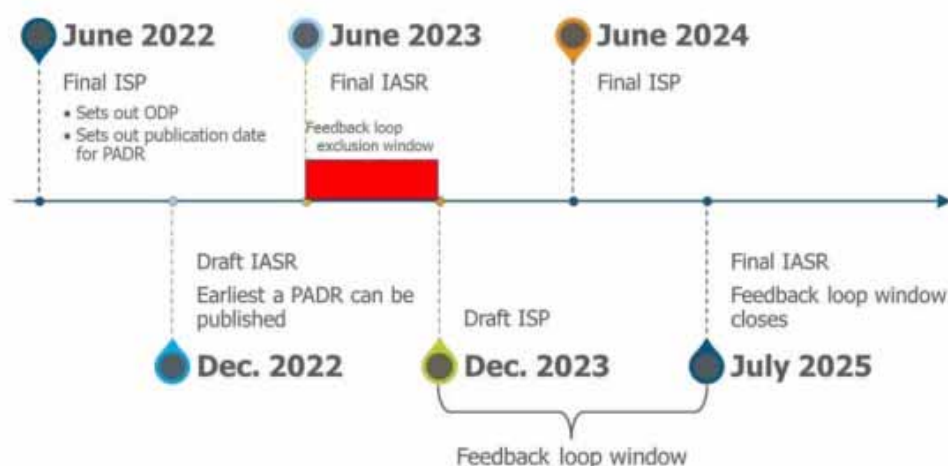 June 2022
Final ISP
• Sets out ODP
• Sets out publication date
for PADR
June 2023
Final IASR
Feedback loop
exclusion window
June 2024
Final ISP
Draft IASR
Earliest a PADR can be
published
Dec. 2022
Draft ISP
Dec. 2023
Final IASR
Feedback loop window
closes
July 2025
Feedback loop window